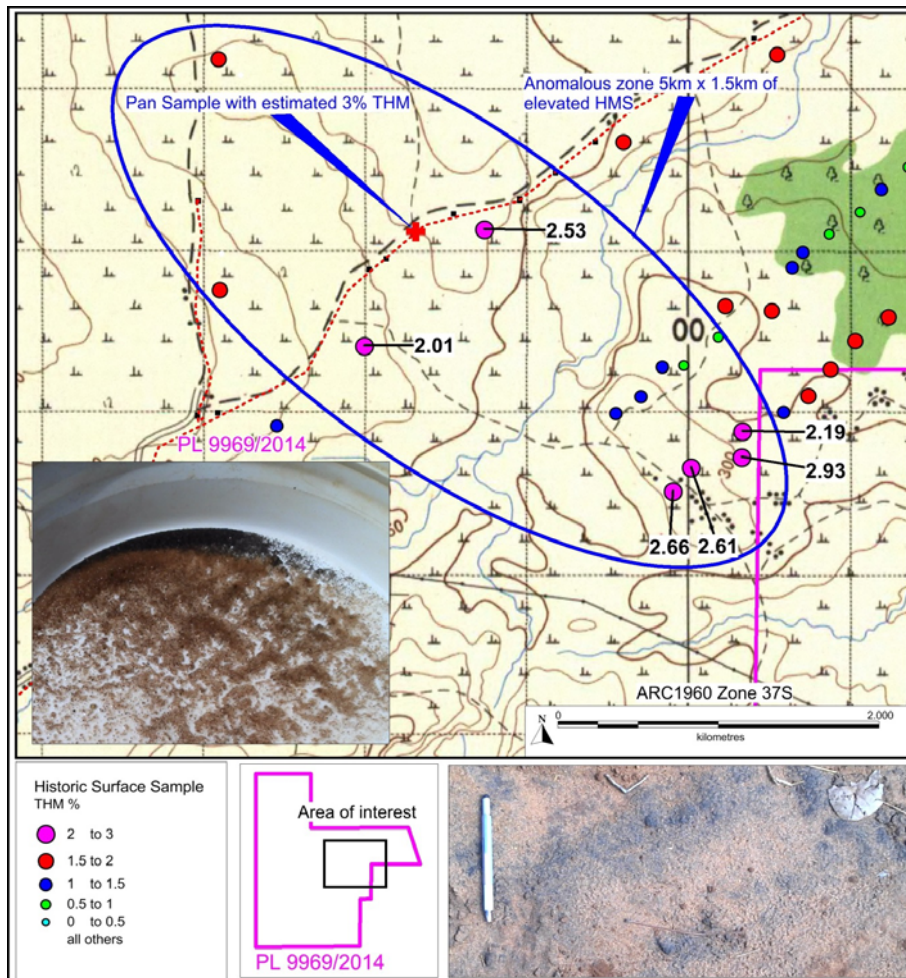 Pan Sample with estimated 3% THM
Anomalous zone 5km x 1.5km of
elevated HMS
2.53
00
2.01
2.19
PL 9969/2014
300
2.93
2.66
2.61
ARC1960 Zone 37S
N
0
2.000
kilometres
Historic Surface Sample
THM %
2 to 3
1.5 to 2
1 to 1.5
0.5 to 1
0 to 0.5
all others
Area of interest
PL 9969/2014